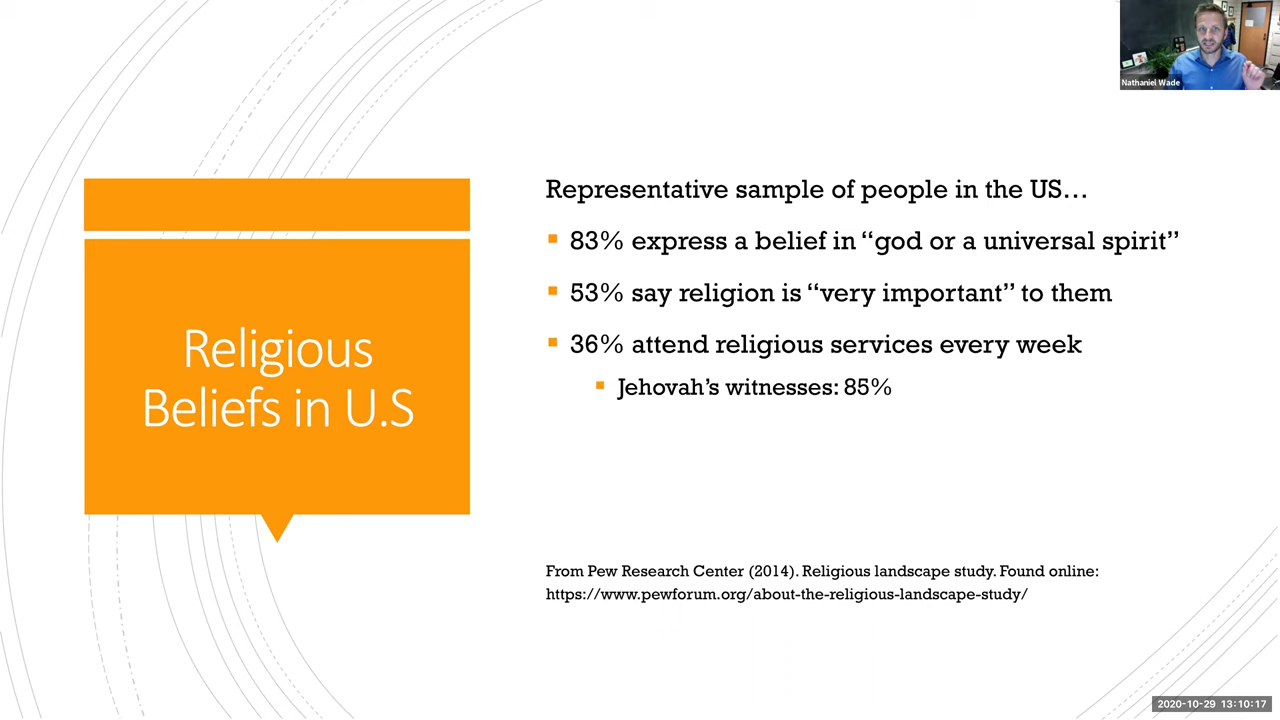 Nathaniel Wade
Representative sample of people in the US…
▪ 83% express a belief in “god or a universal spirit”
▪ 53% say religion is “very important” to them
▪ 36% attend religious services every week
▪ Jehovah’s witnesses: 85%
Religious
Beliefs in U.S
From Pew Research Center (2014). Religious landscape study. Found online:
https://www.pewforum.org/about-the-religious-landscape-study/
2020-10-29 13:10:17